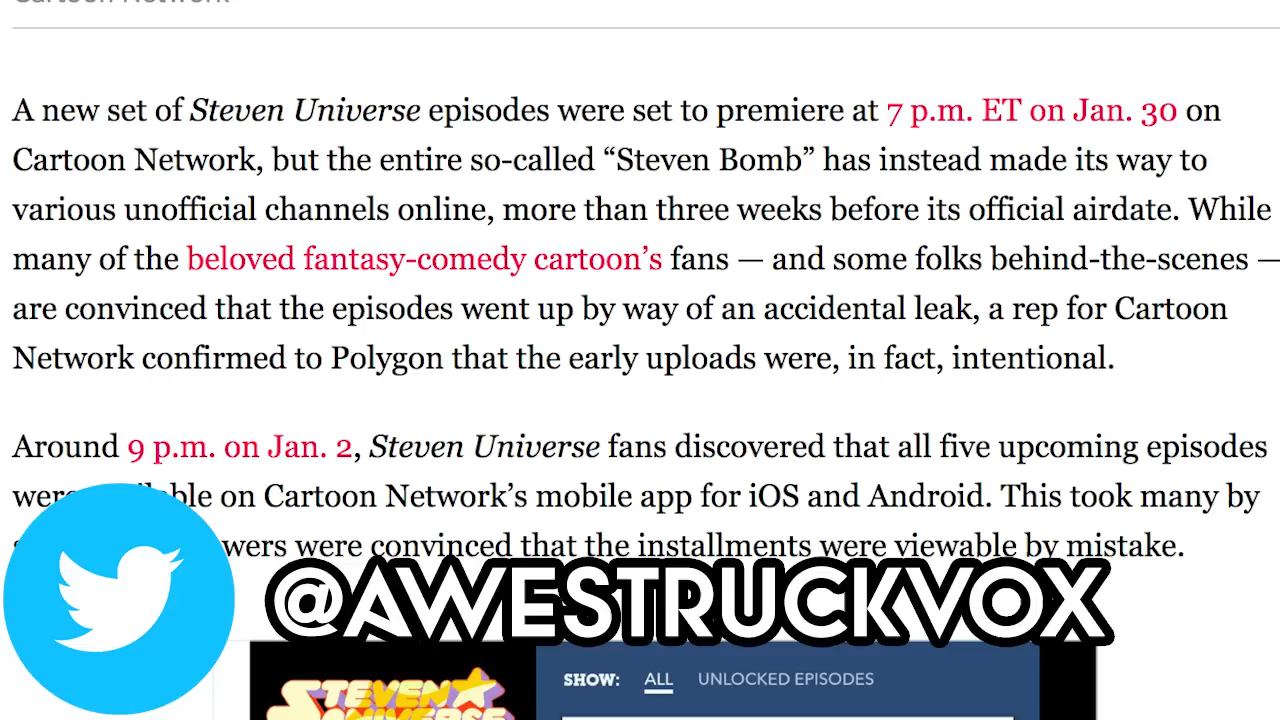 A new set of Steven Universe episodes were set to premiere at 7 p.m. ET on Jan. 30 on
Cartoon Network, but the entire so-called “Steven Bomb” has instead made its way to
various unofficial channels online, more than three weeks before its official airdate. While
many of the beloved fantasy-comedy cartoon’s fans — and some folks behind-the-scenes —
are convinced that the episodes went up by way of an accidental leak, a rep for Cartoon
Network confirmed to Polygon that the early uploads were, in fact, intentional.
Around 9 p.m. on Jan. 2, Steven Universe fans discovered that all five upcoming episodes
on Cartoon Network’s mobile app for iOS and Android. This took many by
were convinced that the installments were viewable by mistake.
@AWESTRUCKVOX
SHOW: ALL UNLOCKED EPISODES
STEVEN
UNIVERSE